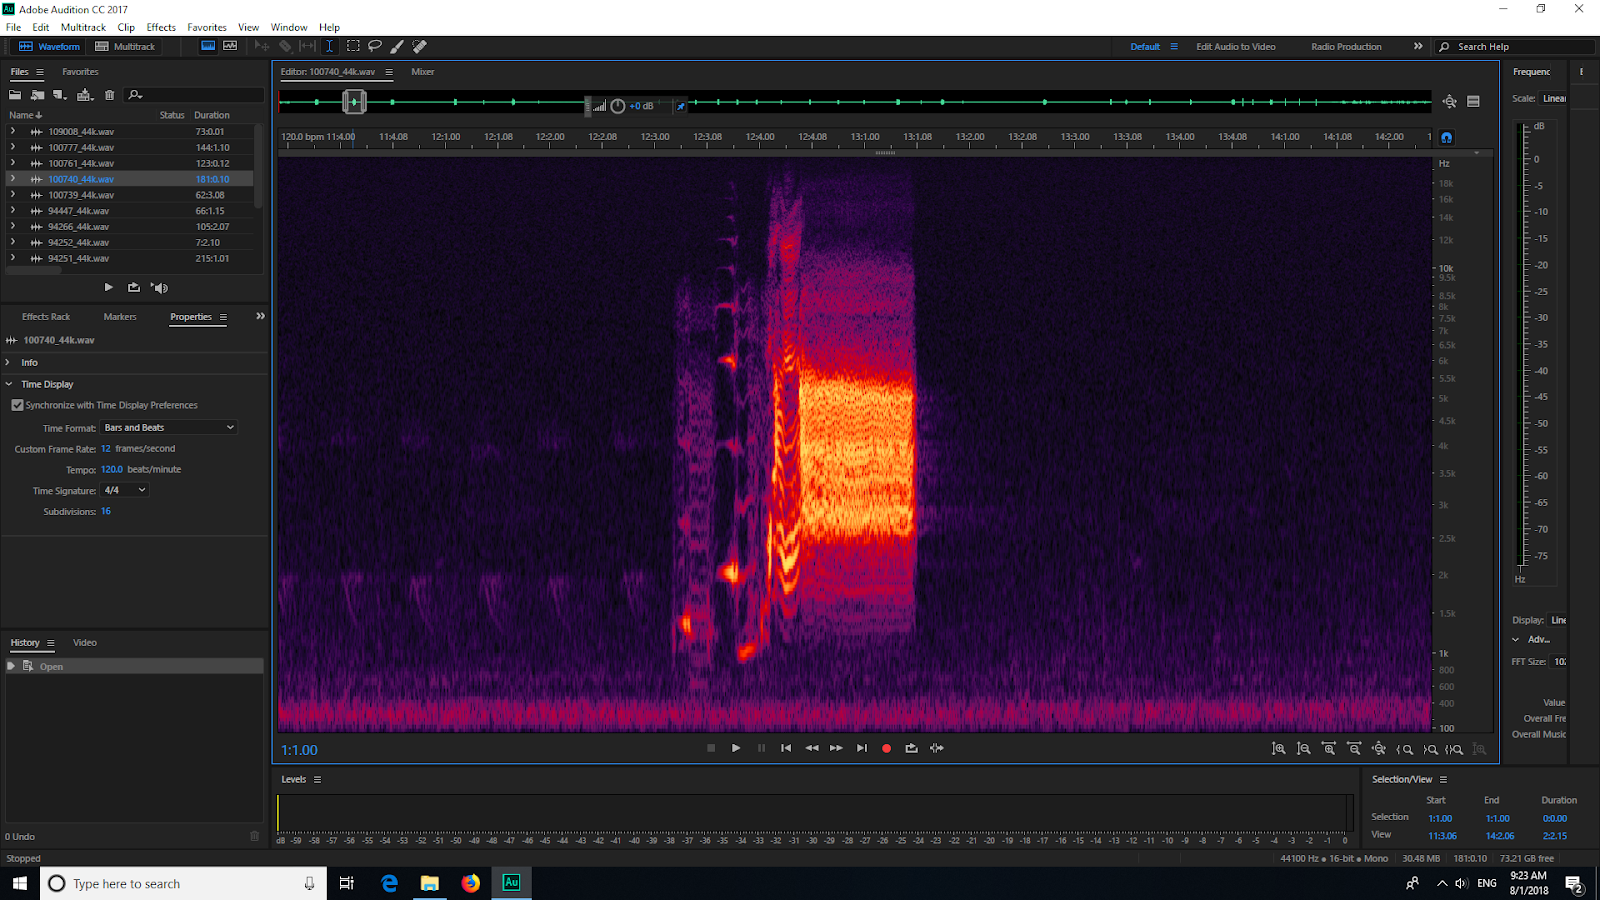 Adobe Audition CC 2017
File Edit Multitrack Clip Effects Favorites View Window Help
Waveform Multitrack Default Edit Audio to Video Radio Production Search Help
Files Favorites
Name Status Duration
109008_44k.wav 73:0.01
100777_44k.wav 144:1.10
100761_44k.wav 123:0.12
100740_44k.wav 181:0.10
100739_44k.wav 62:3.08
94447_44k.wav 66:1.15
94266_44k.wav 105:2.07
94252_44k.wav 7:2.10
94251_44k.wav 215:1.01
Effects Rack Markers Properties
100740_44k.wav
Info
Time Display
Synchronize with Time Display Preferences
Time Format: Bars and Beats
Custom Frame Rate: 12 frames/second
Tempo: 120.0 beats/minute
Time Signature: 4/4
Subdivisions: 16
History Video
Open
0 Undo
Stopped
Editor: 100740_44k.wav Mixer
+0 dB
120.0 bpm 11:4.00 11:4.08 12:1.00 12:1.08 12:2.00 12:2.08 12:3.00 12:3.08 12:4.00 12:4.08 13:1.00 13:1.08 13:2.00 13:2.08 13:3.00 13:3.08 13:4.00 13:4.08 14:1.00 14:1.08 14:2.00 1
Hz
18k
16k
14k
12k
10k
9.5k
8.5k
8k
7.5k
7k
6.5k
6k
5.5k
5k
4.5k
4k
3.5k
3k
2.5k
2k
1.5k
1k
800
600
400
100
1:1.00
Levels
dB -59 -58 -57 -56 -55 -54 -53 -52 -51 -50 -49 -48 -47 -46 -45 -44 -43 -42 -41 -40 -39 -38 -37 -36 -35 -34 -33 -32 -31 -30 -29 -28 -27 -26 -25 -24 -23 -22 -21 -20 -19 -18 -17 -16 -15 -14 -13 -12 -11 -10 -9 -8 -7 -6 -5 -4 -3 -2 -1 0
Frequenc
Scale: Linea
dB
0
-5
-10
-15
-20
-25
-30
-35
-40
-45
-50
-55
-60
-65
-70
-75
Hz
Display: Line
Adv...
FFT Size: 102
Value
Overall Fre
Overall Music
Selection/View
Start End Duration
Selection 1:1.00 1:1.00 0:0.00
View 11:3.06 14:2.06 2:2.15
44100 Hz ● 16-bit ● Mono 30.48 MB 181:0.10 73.21 GB free
Type here to search
Au
ENG
9:23 AM
8/1/2018
2